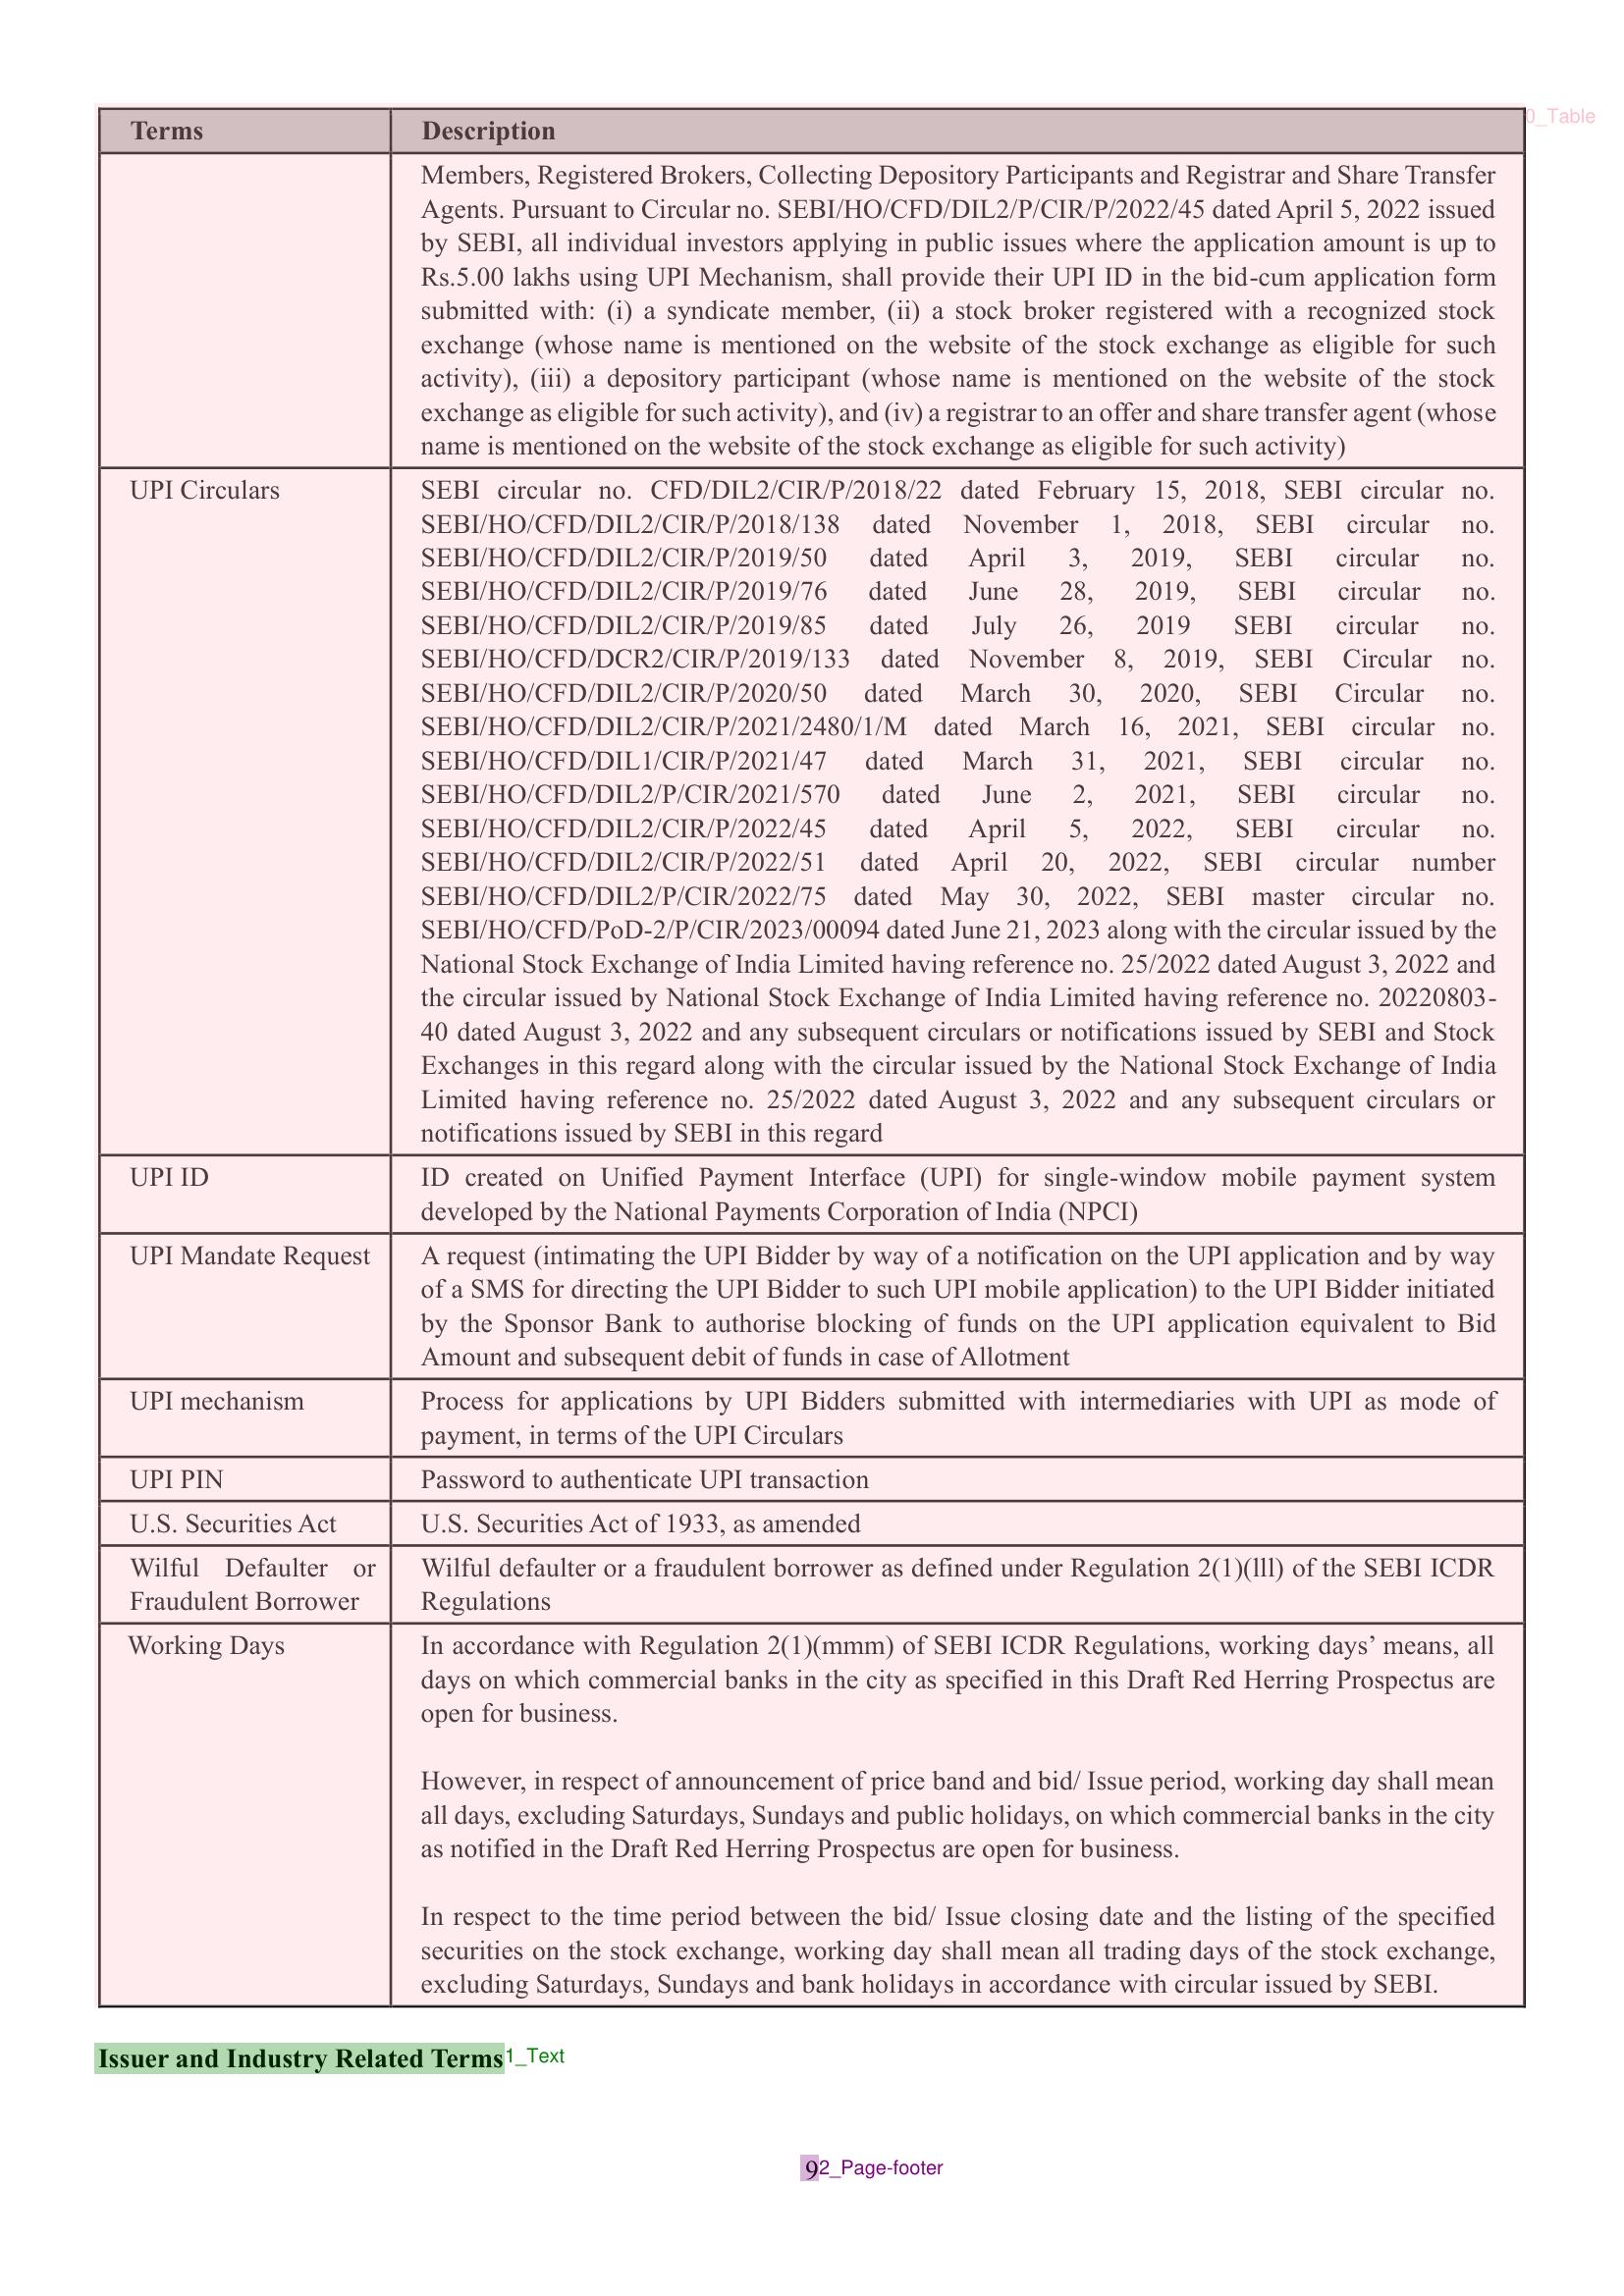 Terms Description
0_Table
Members, Registered Brokers, Collecting Depository Participants and Registrar and Share Transfer
Agents. Pursuant to Circular no. SEBI/HO/CFD/DIL2/P/CIR/P/2022/45 dated April 5, 2022 issued
by SEBI, all individual investors applying in public issues where the application amount is up to
Rs.5.00 lakhs using UPI Mechanism, shall provide their UPI ID in the bid-cum application form
submitted with: (i) a syndicate member, (ii) a stock broker registered with a recognized stock
exchange (whose name is mentioned on the website of the stock exchange as eligible for such
activity), (iii) a depository participant (whose name is mentioned on the website of the stock
exchange as eligible for such activity), and (iv) a registrar to an offer and share transfer agent (whose
name is mentioned on the website of the stock exchange as eligible for such activity)
UPI Circulars SEBI circular no. CFD/DIL2/CIR/P/2018/22 dated February 15, 2018, SEBI circular no.
SEBI/HO/CFD/DIL2/CIR/P/2018/138 dated November 1, 2018, SEBI circular no.
SEBI/HO/CFD/DIL2/CIR/P/2019/50 dated April 3, 2019, SEBI circular no.
SEBI/HO/CFD/DIL2/CIR/P/2019/76 dated June 28, 2019, SEBI circular no.
SEBI/HO/CFD/DIL2/CIR/P/2019/85 dated July 26, 2019 SEBI circular no.
SEBI/HO/CFD/DCR2/CIR/P/2019/133 dated November 8, 2019, SEBI Circular no.
SEBI/HO/CFD/DIL2/CIR/P/2020/50 dated March 30, 2020, SEBI Circular no.
SEBI/HO/CFD/DIL2/CIR/P/2021/2480/1/M dated March 16, 2021, SEBI circular no.
SEBI/HO/CFD/DIL1/CIR/P/2021/47 dated March 31, 2021, SEBI circular no.
SEBI/HO/CFD/DIL2/P/CIR/2021/570 dated June 2, 2021, SEBI circular no.
SEBI/HO/CFD/DIL2/CIR/P/2022/45 dated April 5, 2022, SEBI circular no.
SEBI/HO/CFD/DIL2/CIR/P/2022/51 dated April 20, 2022, SEBI circular number
SEBI/HO/CFD/DIL2/P/CIR/2022/75 dated May 30, 2022, SEBI master circular no.
SEBI/HO/CFD/PoD-2/P/CIR/2023/00094 dated June 21, 2023 along with the circular issued by the
National Stock Exchange of India Limited having reference no. 25/2022 dated August 3, 2022 and
the circular issued by National Stock Exchange of India Limited having reference no. 20220803-
40 dated August 3, 2022 and any subsequent circulars or notifications issued by SEBI and Stock
Exchanges in this regard along with the circular issued by the National Stock Exchange of India
Limited having reference no. 25/2022 dated August 3, 2022 and any subsequent circulars or
notifications issued by SEBI in this regard
UPI ID ID created on Unified Payment Interface (UPI) for single-window mobile payment system
developed by the National Payments Corporation of India (NPCI)
UPI Mandate Request A request (intimating the UPI Bidder by way of a notification on the UPI application and by way
of a SMS for directing the UPI Bidder to such UPI mobile application) to the UPI Bidder initiated
by the Sponsor Bank to authorise blocking of funds on the UPI application equivalent to Bid
Amount and subsequent debit of funds in case of Allotment
UPI mechanism Process for applications by UPI Bidders submitted with intermediaries with UPI as mode of
payment, in terms of the UPI Circulars
UPI PIN Password to authenticate UPI transaction
U.S. Securities Act U.S. Securities Act of 1933, as amended
Wilful Defaulter or Wilful defaulter or a fraudulent borrower as defined under Regulation 2(1)(lll) of the SEBI ICDR
Fraudulent Borrower Regulations
Working Days In accordance with Regulation 2(1)(mmm) of SEBI ICDR Regulations, working days’ means, all
days on which commercial banks in the city as specified in this Draft Red Herring Prospectus are
open for business.
However, in respect of announcement of price band and bid/ Issue period, working day shall mean
all days, excluding Saturdays, Sundays and public holidays, on which commercial banks in the city
as notified in the Draft Red Herring Prospectus are open for business.
In respect to the time period between the bid/ Issue closing date and the listing of the specified
securities on the stock exchange, working day shall mean all trading days of the stock exchange,
excluding Saturdays, Sundays and bank holidays in accordance with circular issued by SEBI.
Issuer and Industry Related Terms 1_Text
9 2_Page-footer